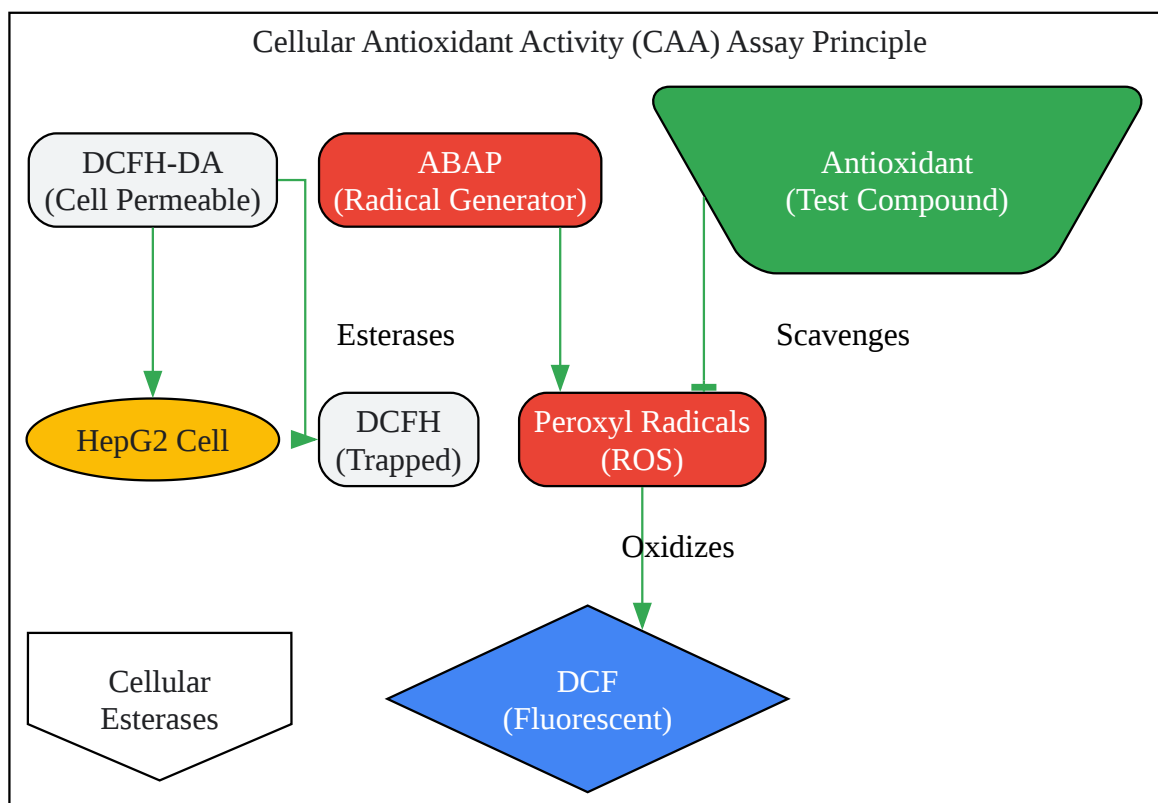 Cellular Antioxidant Activity (CAA) Assay Principle
DCFH-DA
(Cell Permeable)
ABAP
(Radical Generator)
Antioxidant
(Test Compound)
Esterases
Scavenges
HepG2 Cell
DCFH
(Trapped)
Peroxyl Radicals
(ROS)
Oxidizes
Cellular
Esterases
DCF
(Fluorescent)